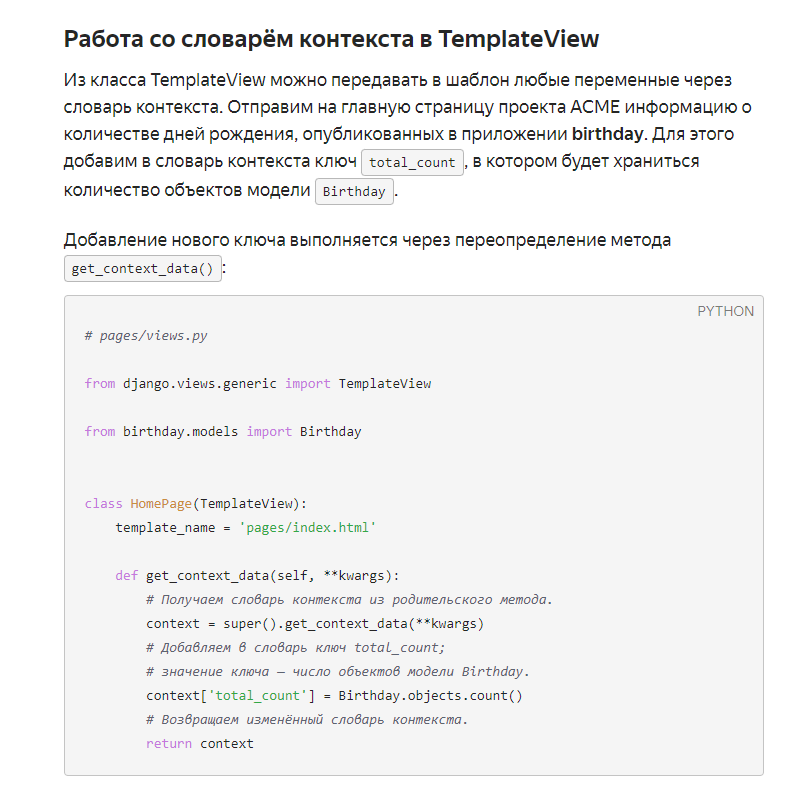 Работа со словарём контекста в TemplateView
Из класса TemplateView можно передавать в шаблон любые переменные через
словарь контекста. Отправим на главную страницу проекта ACME информацию о
количестве дней рождения, опубликованных в приложении birthday. Для этого
добавим в словарь контекста ключ total_count, в котором будет храниться
количество объектов модели Birthday.
Добавление нового ключа выполняется через переопределение метода
get_context_data():
PYTHON
# pages/views.py
from django.views.generic import TemplateView
from birthday.models import Birthday
class HomePage(TemplateView):
    template_name = 'pages/index.html'
    def get_context_data(self, **kwargs):
        # Получаем словарь контекста из родительского метода.
        context = super().get_context_data(**kwargs)
        # Добавляем в словарь ключ total_count;
        # значение ключа — число объектов модели Birthday.
        context['total_count'] = Birthday.objects.count()
        # Возвращаем изменённый словарь контекста.
        return context